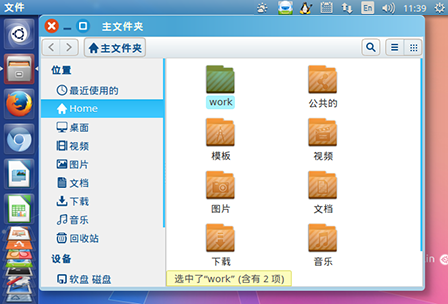 文件
En
11:39
主文件夹
主文件夹
位置
最近使用的
Home
桌面
视频
图片
文档
下载
音乐
回收站
设备
软盘 磁盘
work
公共的
模板
视频
图片
文档
下载
音乐
选中了“work” (含有 2 项)
in